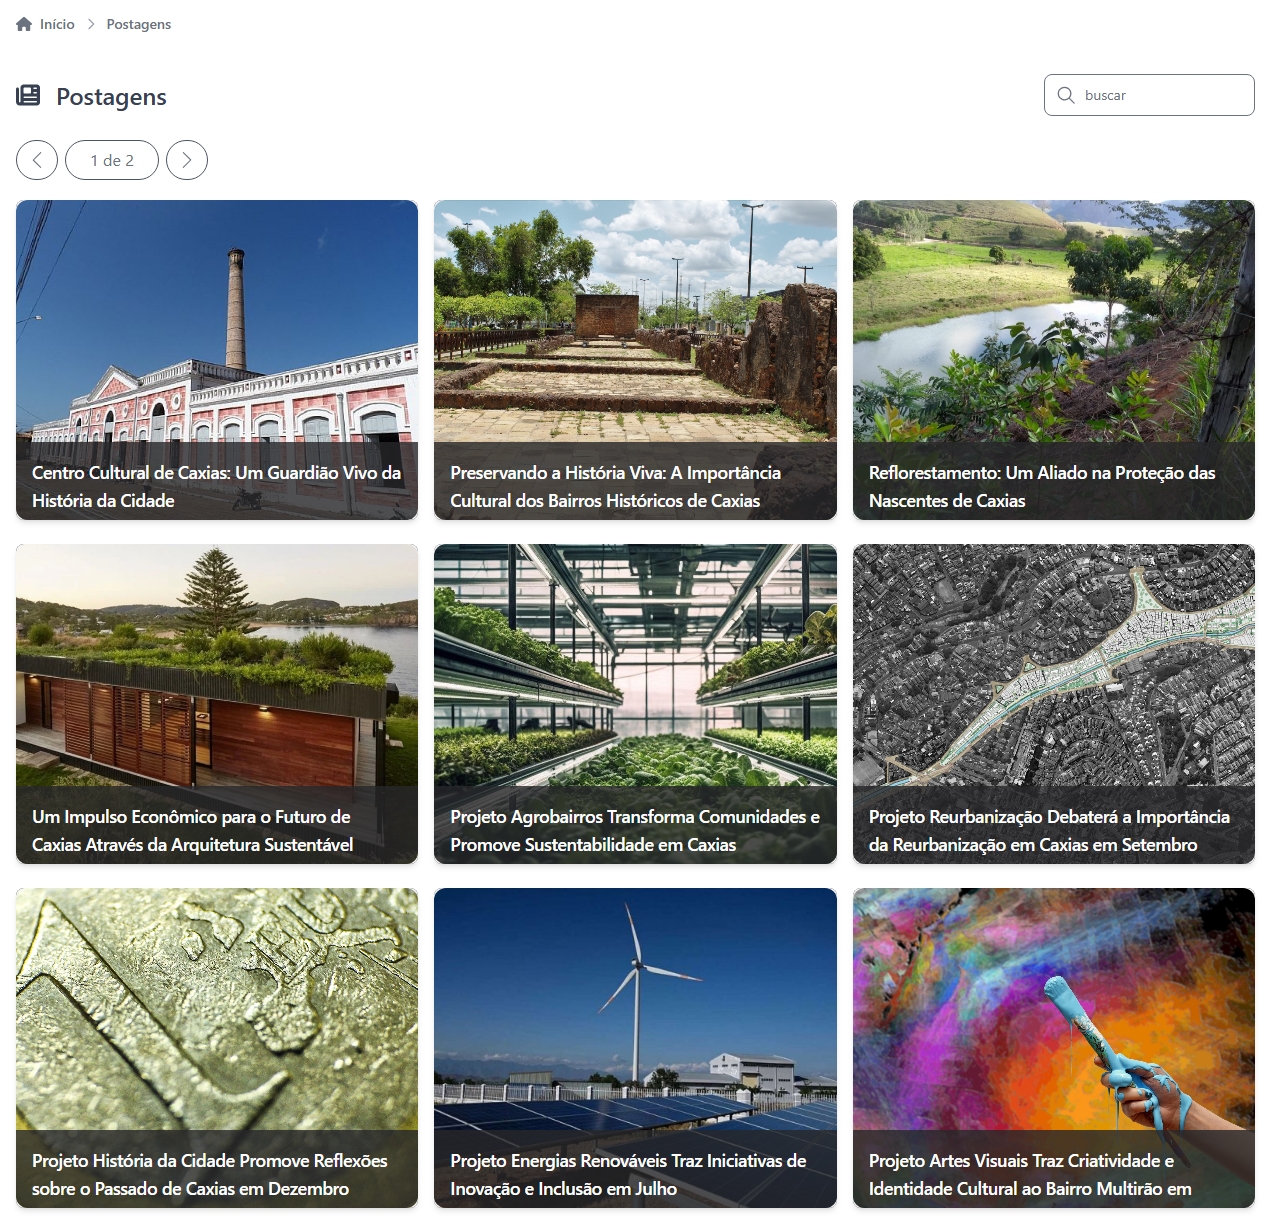 Início
Postagens
Postagens
buscar
1 de 2
Centro Cultural de Caxias: Um Guardião Vivo da
História da Cidade
Preservando a História Viva: A Importância
Cultural dos Bairros Históricos de Caxias
Reflorestamento: Um Aliado na Proteção das
Nascentes de Caxias
Um Impulso Econômico para o Futuro de
Caxias Através da Arquitetura Sustentável
Projeto Agrobairros Transforma Comunidades e
Promove Sustentabilidade em Caxias
Projeto Reurbanização Debaterá a Importância
da Reurbanização em Caxias em Setembro
Projeto História da Cidade Promove Reflexões
sobre o Passado de Caxias em Dezembro
Projeto Energias Renováveis Traz Iniciativas de
Inovação e Inclusão em Julho
Projeto Artes Visuais Traz Criatividade e
Identidade Cultural ao Bairro Multirão em